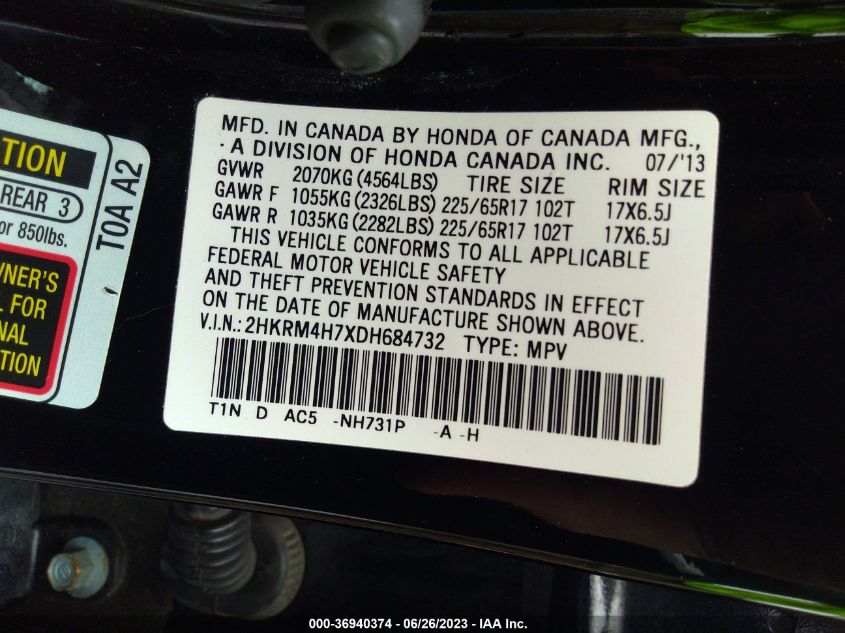 TION
REAR 3
or 850lbs.
WNER'S
L FOR
NAL
TION
T0A A2
MFD. IN CANADA BY HONDA OF CANADA MFG.,
· A DIVISION OF HONDA CANADA INC. 07/'13
GVWR 2070KG (4564LBS) TIRE SIZE RIM SIZE
GAWR F 1055KG (2326LBS) 225/65R17 102T 17X6.5J
GAWR R 1035KG (2282LBS) 225/65R17 102T 17X6.5J
THIS VEHICLE CONFORMS TO ALL APPLICABLE
FEDERAL MOTOR VEHICLE SAFETY
AND THEFT PREVENTION STANDARDS IN EFFECT
ON THE DATE OF MANUFACTURE SHOWN ABOVE.
V.I.N.: 2HKRM4H7XDH684732 TYPE: MPV
T1N D AC5 -NH731P -A -H
000-36940374 / 06/26/2023 - IAA Inc.